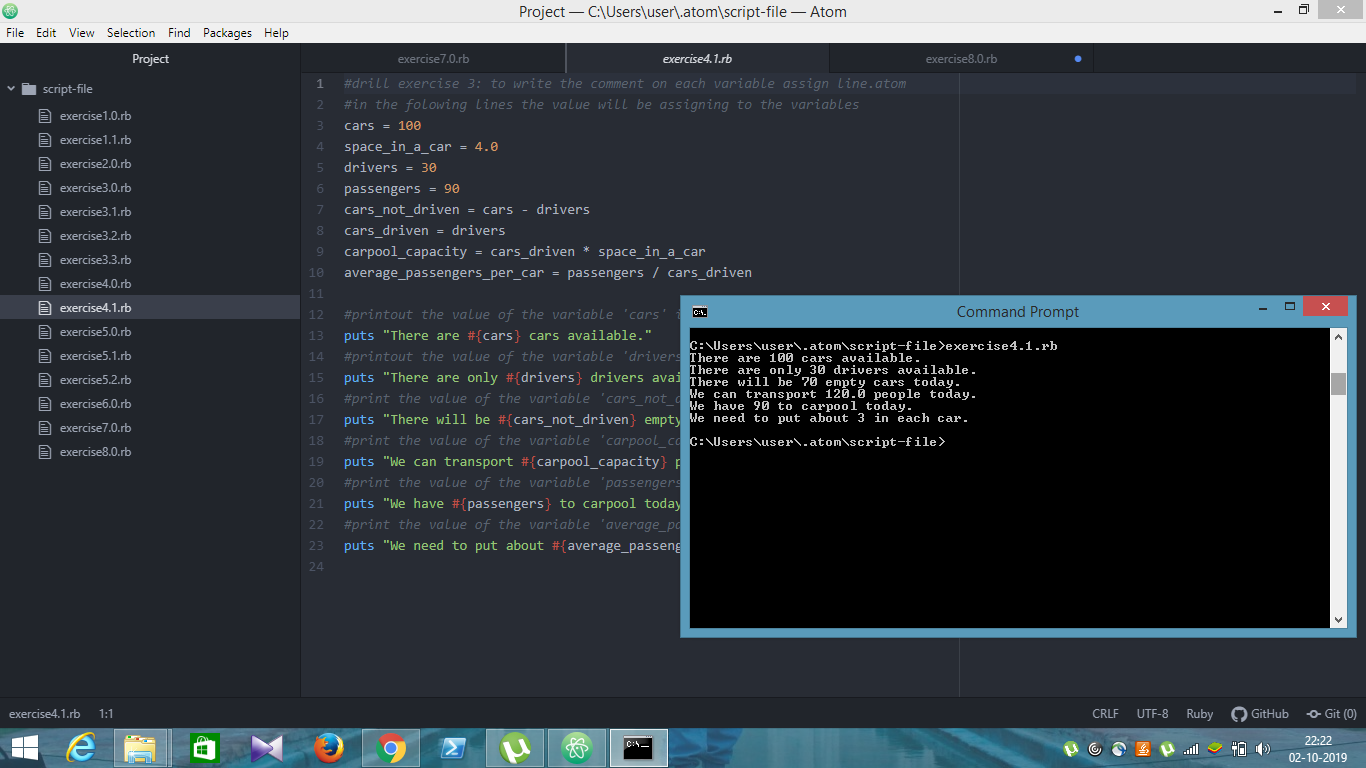 Project — C:\Users\user\.atom\script-file — Atom
File Edit View Selection Find Packages Help
Project
exercise7.0.rb
exercise4.1.rb
exercise8.0.rb
script-file
exercise1.0.rb
exercise1.1.rb
exercise2.0.rb
exercise3.0.rb
exercise3.1.rb
exercise3.2.rb
exercise3.3.rb
exercise4.0.rb
exercise4.1.rb
exercise5.0.rb
exercise5.1.rb
exercise5.2.rb
exercise6.0.rb
exercise7.0.rb
exercise8.0.rb
1 #drill exercise 3: to write the comment on each variable assign line.atom
2 #in the folowing lines the value will be assigning to the variables
3 cars = 100
4 space_in_a_car = 4.0
5 drivers = 30
6 passengers = 90
7 cars_not_driven = cars - drivers
8 cars_driven = drivers
9 carpool_capacity = cars_driven * space_in_a_car
10 average_passengers_per_car = passengers / cars_driven
11
12 #printout the value of the variable 'cars' i
13 puts "There are #{cars} cars available."
14 #printout the value of the variable 'drivers
15 puts "There are only #{drivers} drivers avai
16 #print the value of the variable 'cars_not_d
17 puts "There will be #{cars_not_driven} empty
18 #print the value of the variable 'carpool_ca
19 puts "We can transport #{carpool_capacity} p
20 #print the value of the variable 'passengers
21 puts "We have #{passengers} to carpool today
22 #print the value of the variable 'average_pa
23 puts "We need to put about #{average_passeng
24
Command Prompt
C:\Users\user\.atom\script-file>exercise4.1.rb
There are 100 cars available.
There are only 30 drivers available.
There will be 70 empty cars today.
We can transport 120.0 people today.
We have 90 to carpool today.
We need to put about 3 in each car.
C:\Users\user\.atom\script-file>
exercise4.1.rb 1:1
CRLF UTF-8 Ruby GitHub Git (0)
22:22
02-10-2019